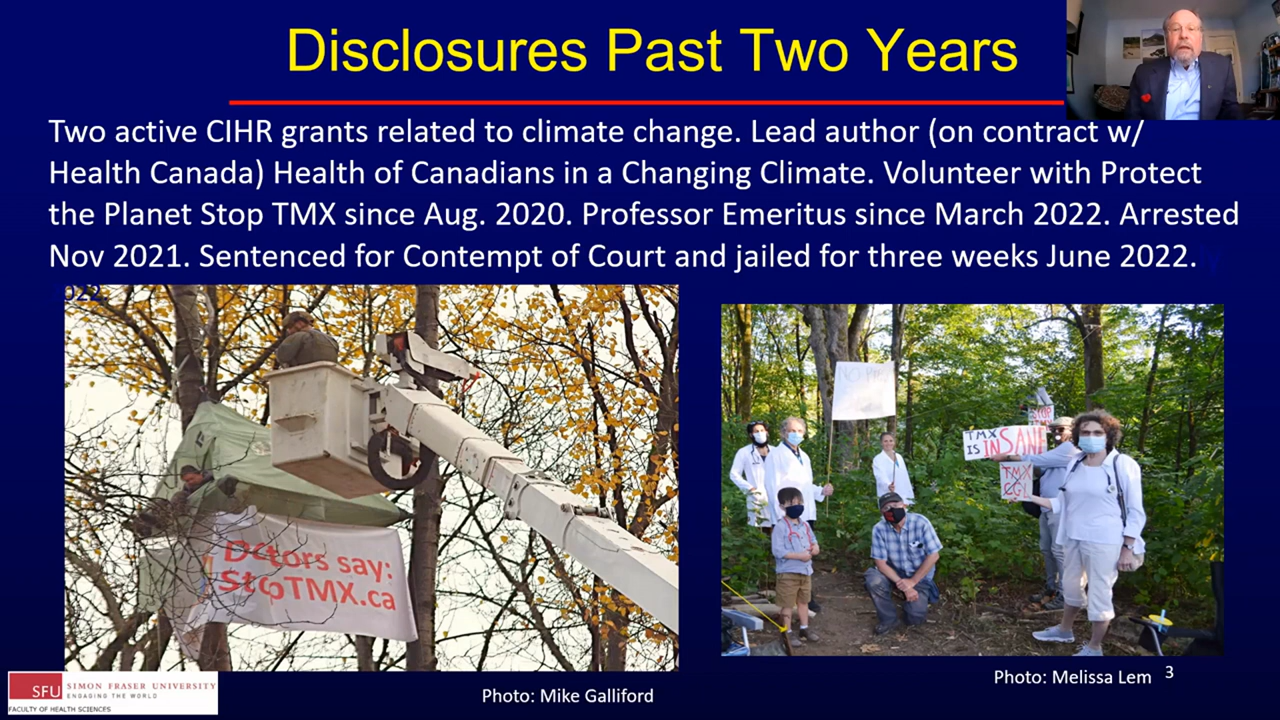 Disclosures Past Two Years
Two active CIHR grants related to climate change. Lead author (on contract w/
Health Canada) Health of Canadians in a Changing Climate. Volunteer with Protect
the Planet Stop TMX since Aug. 2020. Professor Emeritus since March 2022. Arrested
Nov 2021. Sentenced for Contempt of Court and jailed for three weeks June 2022.
2022
Doctors say:
StopTMX.ca
STOP
TMX
IS INSANE
TMX
CGL
Photo: Mike Galliford
Photo: Melissa Lem
3
SFU
SIMON FRASER UNIVERSITY
ENGAGING THE WORLD
FACULTY OF HEALTH SCIENCES